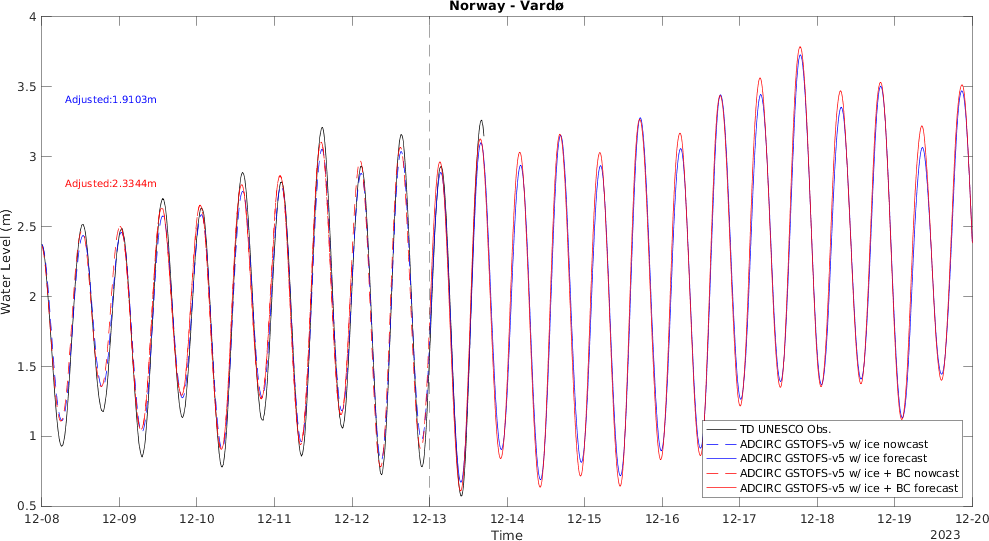 Norway - Vardø
4
3.5
3
2.5
2
1.5
1
0.5
Water Level (m)
Adjusted:1.9103m
Adjusted:2.3344m
TD UNESCO Obs.
ADCIRC GSTOFS-v5 w/ ice nowcast
ADCIRC GSTOFS-v5 w/ ice forecast
ADCIRC GSTOFS-v5 w/ ice + BC nowcast
ADCIRC GSTOFS-v5 w/ ice + BC forecast
12-08 12-09 12-10 12-11 12-12 12-13 12-14 12-15 12-16 12-17 12-18 12-19 12-20
Time
2023